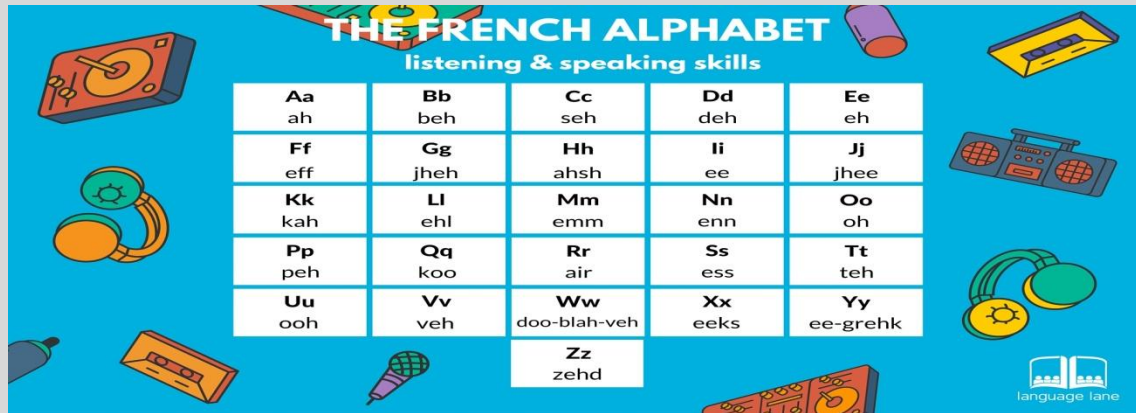 THE FRENCH ALPHABET
listening & speaking skills
Aa Bb Cc Dd Ee
ah beh seh deh eh
Ff Gg Hh Ii Jj
eff jheh ahsh ee jhee
Kk Ll Mm Nn Oo
kah ehl emm enn oh
Pp Qq Rr Ss Tt
peh koo air ess teh
Uu Vv Ww Xx Yy
ooh veh doo-blah-veh eeks ee-grehk
Zz
zehd
language lane